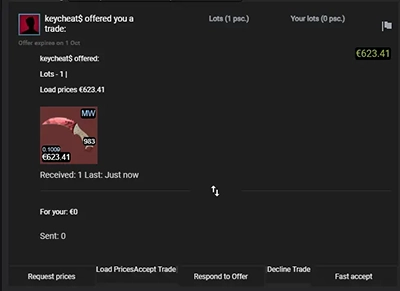 keycheat$ offered you a
trade:
Lots (1 psc.)
Your lots (0 psc.)
Offer expires on 1 Oct
€623.41
keycheat$ offered:
Lots - 1 |
Load prices €623.41
MW
983
0.1009
€623.41
Received: 1 Last: Just now
For your: €0
Sent: 0
Request prices
Load PricesAccept Trade
Respond to Offer
Decline Trade
Fast accept